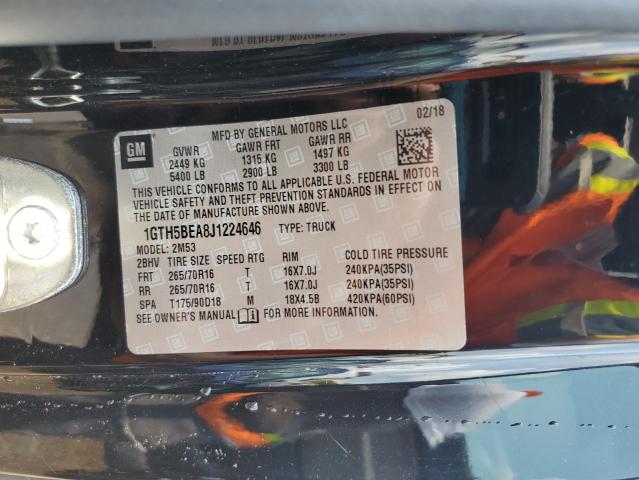 MFD BY GENERAL MOTORS LLC 02/18
GM GVWR GAWR FRT GAWR RR
2449 KG 1315 KG 1497 KG
5400 LB 2900 LB 3300 LB
THIS VEHICLE CONFORMS TO ALL APPLICABLE U.S. FEDERAL MOTOR
VEHICLE SAFETY AND THEFT PREVENTION STANDARDS IN EFFECT ON
THE DATE OF MANUFACTURE SHOWN ABOVE.
1GTH5BEA8J1224646 TYPE: TRUCK
MODEL: 2M53
2BHV TIRE SIZE SPEED RTG RIM COLD TIRE PRESSURE
FRT 265/70R16 T 16X7.0J 240KPA(35PSI)
RR 265/70R16 T 16X7.0J 240KPA(35PSI)
SPA T175/90D18 M 18X4.5B 420KPA(60PSI)
SEE OWNER'S MANUAL FOR MORE INFORMATION.